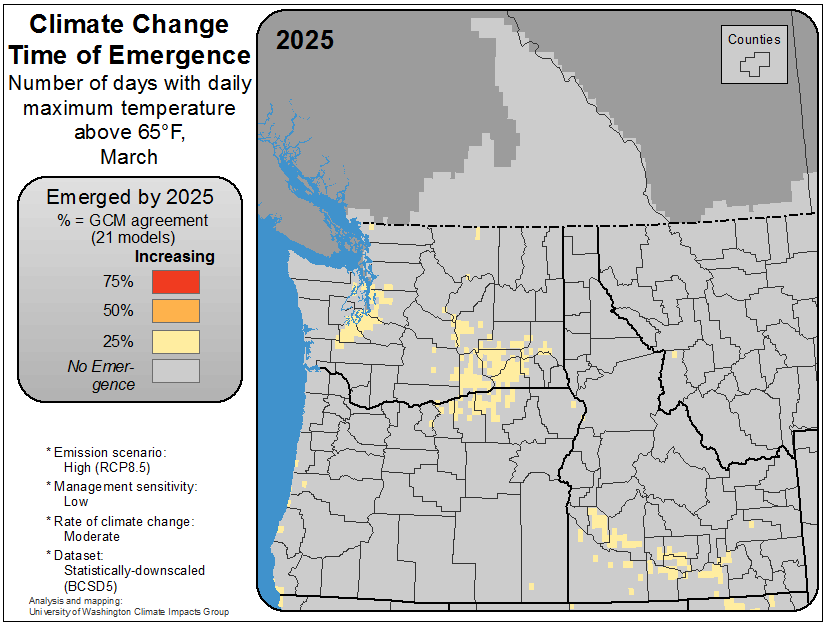 Climate Change
Time of Emergence
Number of days with daily
maximum temperature
above 65°F,
March
Emerged by 2025
% = GCM agreement
(21 models)
Increasing
75%
50%
25%
No Emer-
gence
* Emission scenario:
High (RCP8.5)
* Management sensitivity:
Low
* Rate of climate change:
Moderate
* Dataset:
Statistically-downscaled
(BCSD5)
Analysis and mapping:
University of Washington Climate Impacts Group
2025
Counties